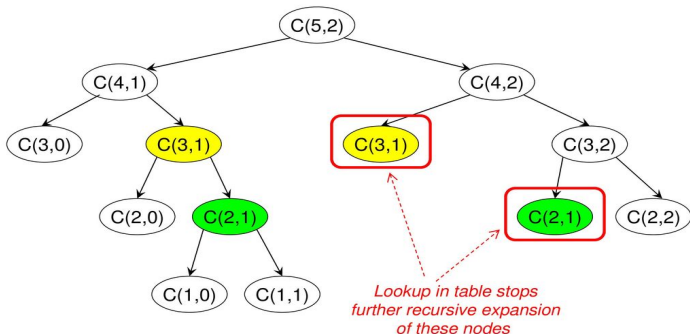 C(5,2)
C(4,1) C(4,2)
C(3,0) C(3,1) C(3,1) C(3,2)
C(2,0) C(2,1) C(2,1) C(2,2)
C(1,0) C(1,1)
Lookup in table stops
further recursive expansion
of these nodes